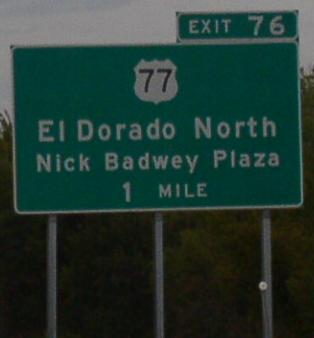 EXIT 76
77
El Dorado North
Nick Badwey Plaza
1 MILE